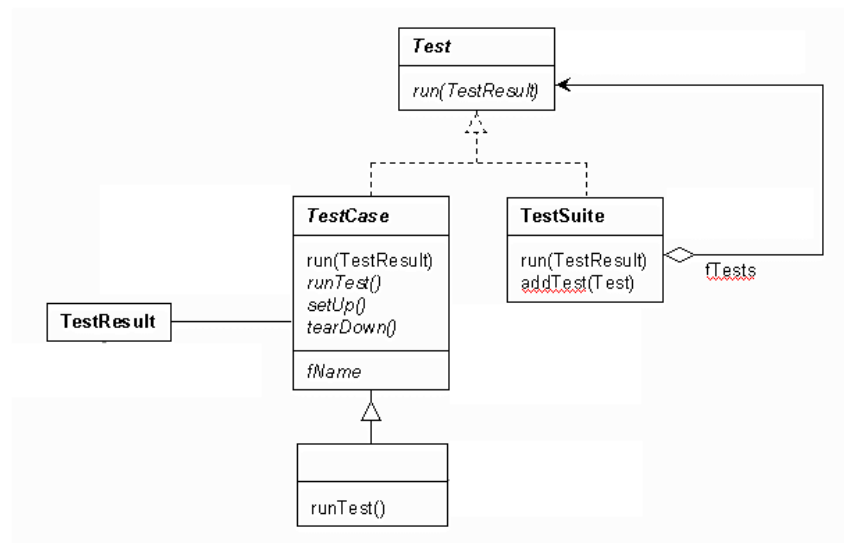 Test
run(TestResult)
TestCase
run(TestResult)
runTest()
setUp()
tearDown()
fName
TestSuite
run(TestResult)
addTest(Test)
fTests
TestResult
runTest()